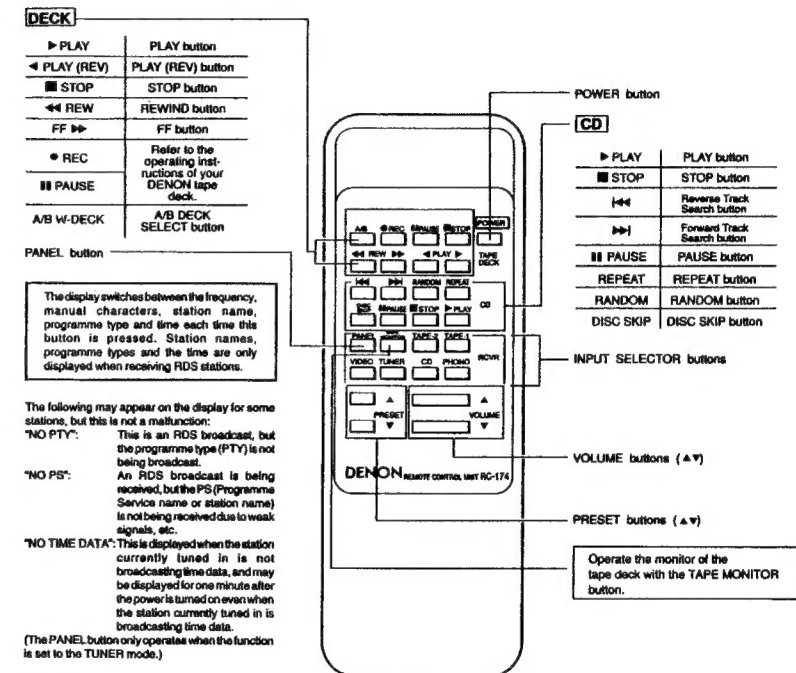 DECK
▶ PLAY PLAY button
◀ PLAY (REV) PLAY (REV) button
■ STOP STOP button
◀◀ REW REWIND button
FF ▶▶ FF button
● REC Refer to the
operating inst-
ructions of your
DENON tape
deck.
▮▮ PAUSE
A/B W-DECK A/B DECK
SELECT button
PANEL button
The display switches between the frequency,
manual characters, station name,
programme type and time each time this
button is pressed. Station names,
programme types and the time are only
displayed when receiving RDS stations.
The following may appear on the display for some
stations, but this is not a malfunction:
"NO PTY": This is an RDS broadcast, but
the programme type (PTY) is not
being broadcast.
"NO PS": An RDS broadcast is being
received, but the PS (Programme
Service name or station name)
is not being received due to weak
signals, etc.
"NO TIME DATA": This is displayed when the station
currently tuned in is not
broadcasting time data, and may
be displayed for one minute after
the power is turned on even when
the station currently tuned in is
broadcasting time data.
(The PANEL button only operates when the function
is set to the TUNER mode.)
A/B ● REC ▮▮ PAUSE ■ STOP POWER
◀◀ REW ▶▶ ◀ PLAY ▶ TAPE
DECK
|◀◀ ▶▶| RANDOM REPEAT
CD
▮▮ PAUSE ■ STOP ▶ PLAY
PANEL TAPE-2 TAPE-1
RCVR
VIDEO TUNER CD PHONO
▲ ▲
PRESET VOLUME
▼ ▼
DENON REMOTE CONTROL UNIT RC-174
POWER button
CD
▶ PLAY PLAY button
■ STOP STOP button
|◀◀ Reverse Track
Search button
▶▶| Forward Track
Search button
▮▮ PAUSE PAUSE button
REPEAT REPEAT button
RANDOM RANDOM button
DISC SKIP DISC SKIP button
INPUT SELECTOR buttons
VOLUME buttons (▲▼)
PRESET buttons (▲▼)
Operate the monitor of the
tape deck with the TAPE MONITOR
button.